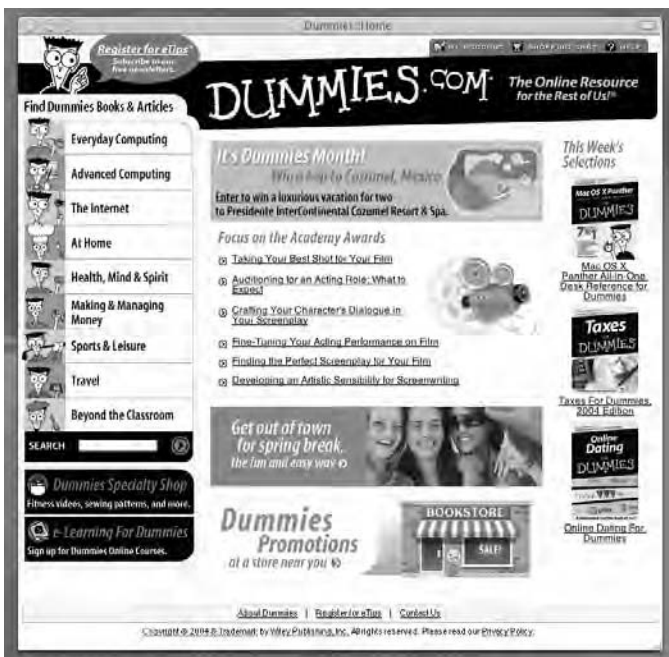 Dummies::Home
Register for eTips
Subscribe to our
free newsletters.
MY ACCOUNT SHOPPING CART HELP
DUMMIES.COM
The Online Resource
for the Rest of Us!
Find Dummies Books & Articles
Everyday Computing
Advanced Computing
The Internet
At Home
Health, Mind & Spirit
Making & Managing
Money
Sports & Leisure
Travel
Beyond the Classroom
SEARCH
Dummies Specialty Shop
Fitness videos, sewing patterns, and more.
e-Learning For Dummies
Sign up for Dummies Online Courses.
It's Dummies Month!
Win a trip to Cozumel, Mexico
Enter to win a luxurious vacation for two
to Presidente InterContinental Cozumel Resort & Spa.
Focus on the Academy Awards
Taking Your Best Shot for Your Film
Auditioning for an Acting Role: What to
Expect
Crafting Your Character's Dialogue in
Your Screenplay
Fine-Tuning Your Acting Performance on Film
Finding the Perfect Screenplay for Your Film
Developing an Artistic Sensibility for Screenwriting
Get out of town
for spring break,
the fun and easy way
Dummies
Promotions
at a store near you
BOOKSTORE
SALE!
This Week's
Selections
Mac OS X Panther
DUMMIES
Mac OS X
Panther All-in-One
Desk Reference for
Dummies
Taxes
DUMMIES
Taxes For Dummies,
2004 Edition
Online
Dating
DUMMIES
Online Dating For
Dummies
About Dummies | Register for eTips | Contact Us
Copyright © 2004 & Trademark by Wiley Publishing, Inc. All rights reserved. Please read our Privacy Policy.